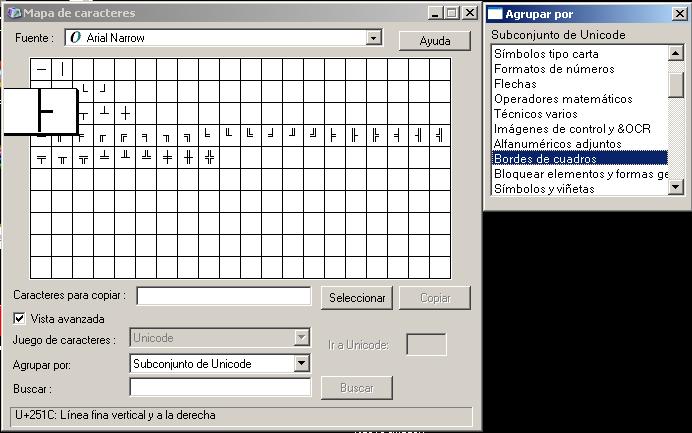 Mapa de caracteres
Fuente :
O Arial Narrow
Ayuda
─ │
└ ┘
├
┬ ┴ ┼
╒ ╓ ╔ ╕ ╖ ╗ ╘ ╙ ╚ ╛ ╜ ╝ ╞ ╟ ╠ ╡ ╢ ╣
╤ ╥ ╦ ╧ ╨ ╩ ╪ ╫ ╬
Caracteres para copiar :
Seleccionar
Copiar
Vista avanzada
Juego de caracteres :
Unicode
Ir a Unicode:
Agrupar por:
Subconjunto de Unicode
Buscar :
Buscar
U+251C: Línea fina vertical y a la derecha
Agrupar por
Subconjunto de Unicode
Símbolos tipo carta
Formatos de números
Flechas
Operadores matemáticos
Técnicos varios
Imágenes de control y &OCR
Alfanuméricos adjuntos
Bordes de cuadros
Bloquear elementos y formas ge
Símbolos y viñetas